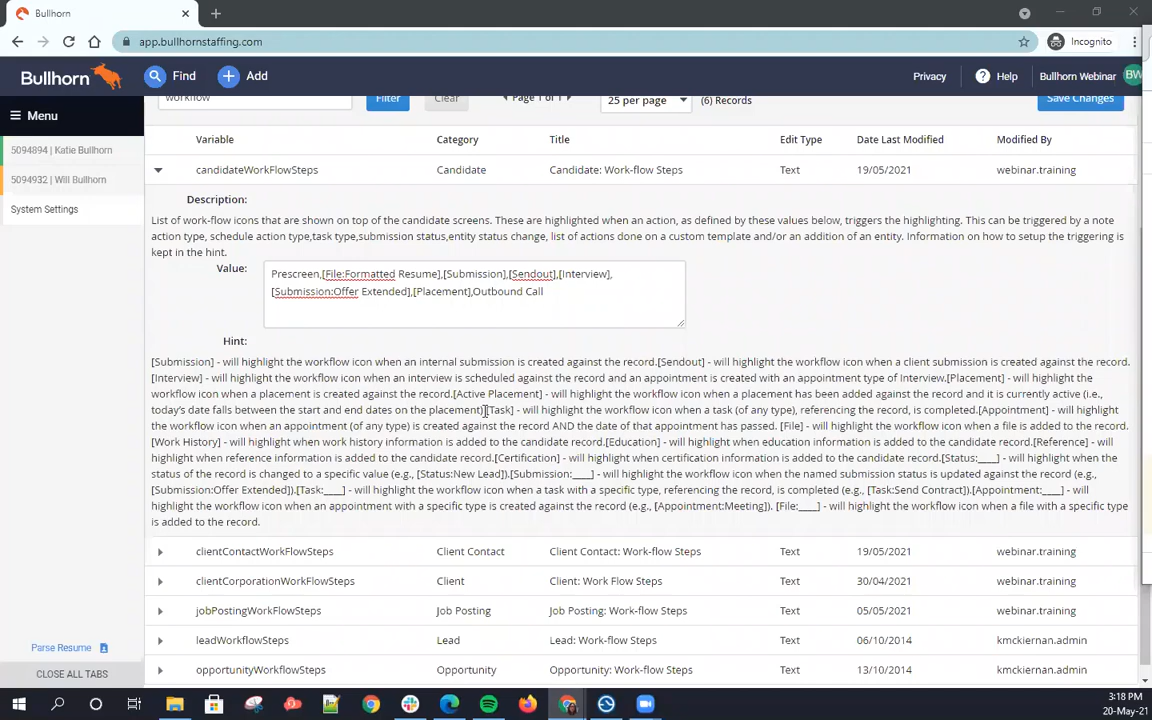 Bullhorn
app.bullhornstaffing.com
Incognito
Bullhorn
Find
Add
Privacy
Help
Bullhorn Webinar
BW
Menu
workflow
Filter
Clear
Page 1 of 1
25 per page
(6) Records
Save Changes
5094894 | Katie Bullhorn
5094932 | Will Bullhorn
System Settings
Variable Category Title Edit Type Date Last Modified Modified By
candidateWorkFlowSteps Candidate Candidate: Work-flow Steps Text 19/05/2021 webinar.training
Description:
List of work-flow icons that are shown on top of the candidate screens. These are highlighted when an action, as defined by these values below, triggers the highlighting. This can be triggered by a note
action type, schedule action type,task type,submission status,entity status change, list of actions done on a custom template and/or an addition of an entity. Information on how to setup the triggering is
kept in the hint.
Value:
Prescreen,[File:Formatted Resume],[Submission],[Sendout],[Interview],
[Submission:Offer Extended],[Placement],Outbound Call
Hint:
[Submission] - will highlight the workflow icon when an internal submission is created against the record.[Sendout] - will highlight the workflow icon when a client submission is created against the record.
[Interview] - will highlight the workflow icon when an interview is scheduled against the record and an appointment is created with an appointment type of Interview.[Placement] - will highlight the
workflow icon when a placement is created against the record.[Active Placement] - will highlight the workflow icon when a placement has been added against the record and it is currently active (i.e.,
today's date falls between the start and end dates on the placement).[Task] - will highlight the workflow icon when a task (of any type), referencing the record, is completed.[Appointment] - will highlight
the workflow icon when an appointment (of any type) is created against the record AND the date of that appointment has passed. [File] - will highlight the workflow icon when a file is added to the record.
[Work History] - will highlight when work history information is added to the candidate record.[Education] - will highlight when education information is added to the candidate record.[Reference] - will
highlight when reference information is added to the candidate record.[Certification] - will highlight when certification information is added to the candidate record.[Status:____] - will highlight when the
status of the record is changed to a specific value (e.g., [Status:New Lead]).[Submission:____] - will highlight the workflow icon when the named submission status is updated against the record (e.g.,
[Submission:Offer Extended]).[Task:____] - will highlight the workflow icon when a task with a specific type, referencing the record, is completed (e.g., [Task:Send Contract]).[Appointment:____] - will
highlight the workflow icon when an appointment with a specific type is created against the record (e.g., [Appointment:Meeting]). [File:____] - will highlight the workflow icon when a file with a specific type
is added to the record.
clientContactWorkFlowSteps Client Contact Client Contact: Work-flow Steps Text 19/05/2021 webinar.training
clientCorporationWorkFlowSteps Client Client: Work Flow Steps Text 30/04/2021 webinar.training
jobPostingWorkFlowSteps Job Posting Job Posting: Work-flow Steps Text 05/05/2021 webinar.training
leadWorkflowSteps Lead Lead: Work-flow Steps Text 06/10/2014 kmckiernan.admin
opportunityWorkflowSteps Opportunity Opportunity: Work-flow Steps Text 13/10/2014 kmckiernan.admin
Parse Resume
CLOSE ALL TABS
3:18 PM
20-May-21